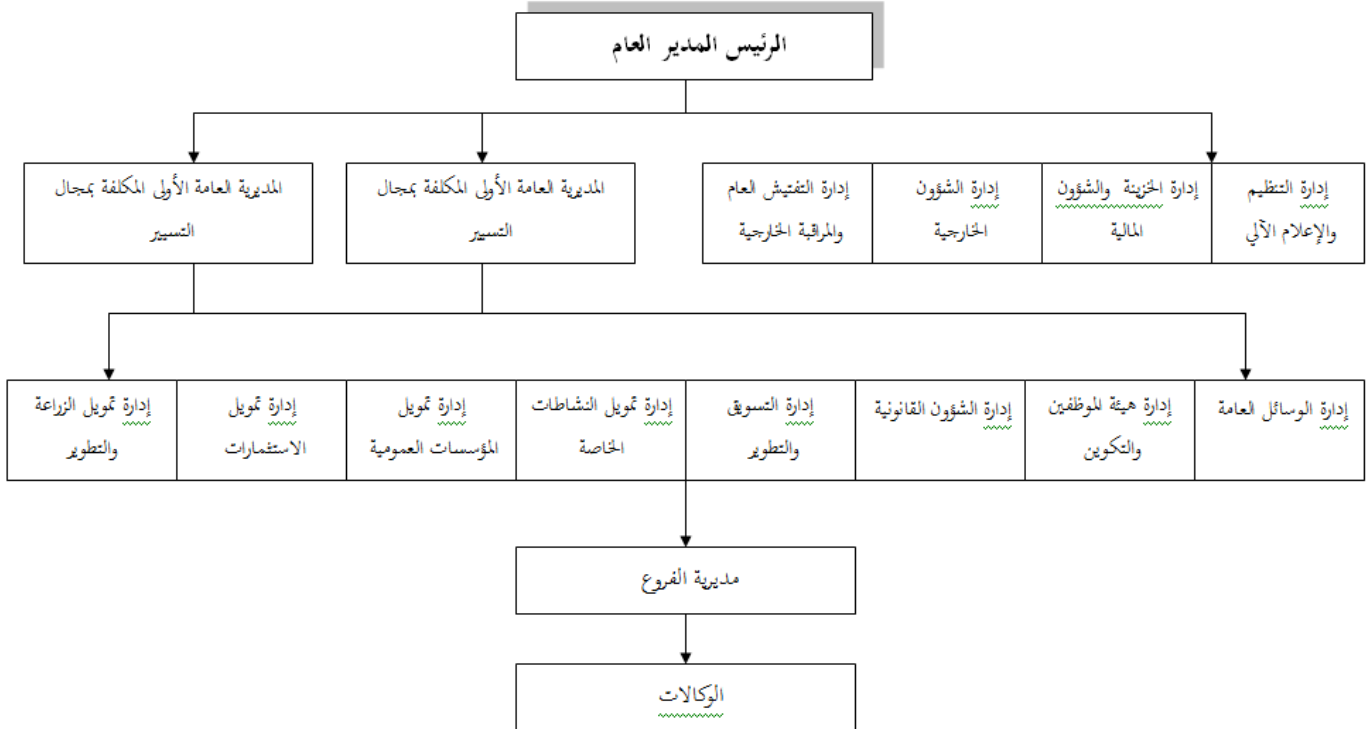 الرئيس المدير العام
إدارة التنظيم
والإعلام الآلي
إدارة الخزينة والشؤون
المالية
إدارة الشؤون
الخارجية
إدارة التفتيش العام
والمراقبة الخارجية
المديرية العامة الأولى المكلفة بمجال
التسيير
المديرية العامة الأولى المكلفة بمجال
التسيير
إدارة الوسائل العامة
إدارة هيئة الموظفين
والتكوين
إدارة الشؤون القانونية
إدارة التسويق
والتطوير
إدارة تمويل النشاطات
الخاصة
إدارة تمويل
المؤسسات العمومية
إدارة تمويل
الاستثمارات
إدارة تمويل الزراعة
والتطوير
مديرية الفروع
الوكالات